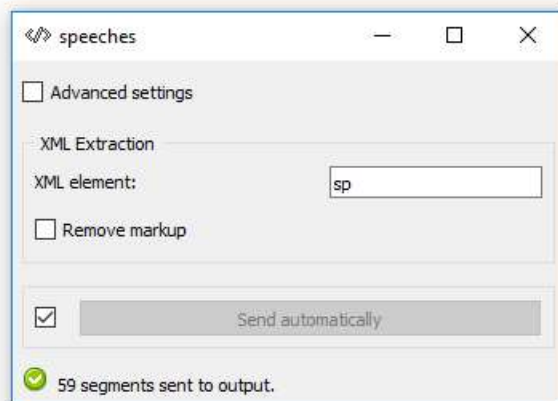 speeches
Advanced settings
XML Extraction
XML element: sp
Remove markup
Send automatically
59 segments sent to output.